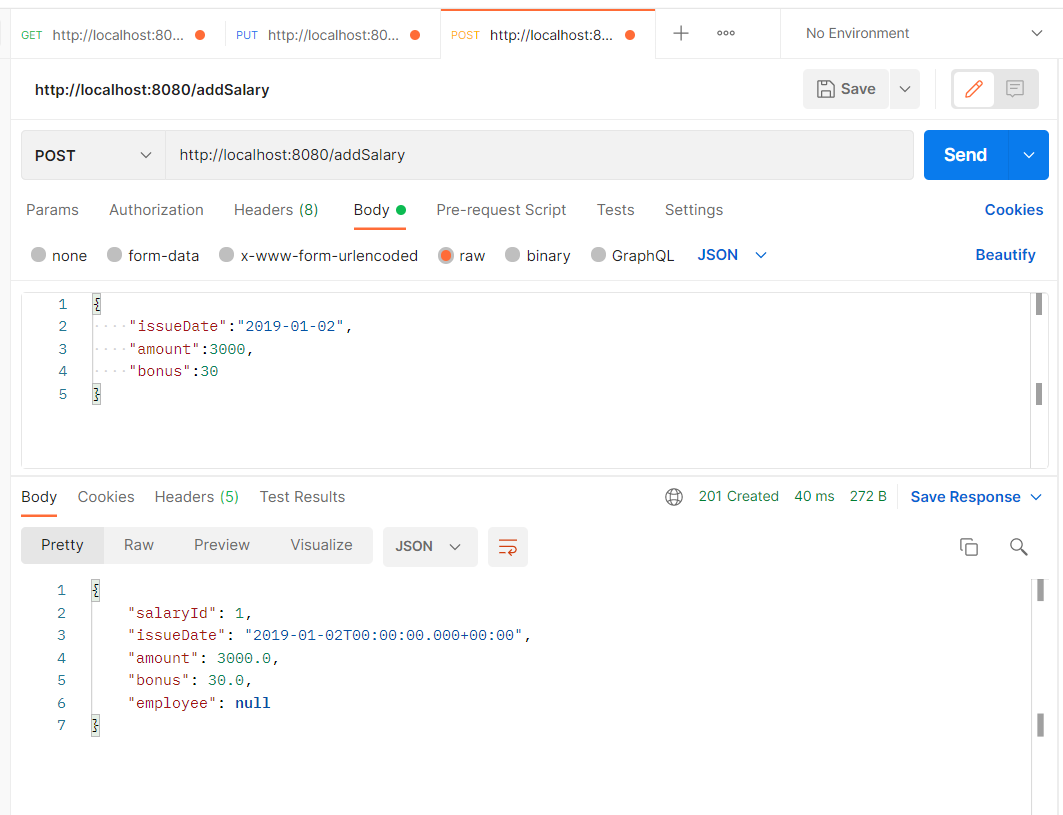 GET http://localhost:80... PUT http://localhost:80... POST http://localhost:8... No Environment
http://localhost:8080/addSalary Save
POST http://localhost:8080/addSalary Send
Params Authorization Headers (8) Body Pre-request Script Tests Settings Cookies
none form-data x-www-form-urlencoded raw binary GraphQL JSON Beautify
1 {
2 "issueDate":"2019-01-02",
3 "amount":3000,
4 "bonus":30
5 }
Body Cookies Headers (5) Test Results 201 Created 40 ms 272 B Save Response
Pretty Raw Preview Visualize JSON
1 {
2 "salaryId": 1,
3 "issueDate": "2019-01-02T00:00:00.000+00:00",
4 "amount": 3000.0,
5 "bonus": 30.0,
6 "employee": null
7 }